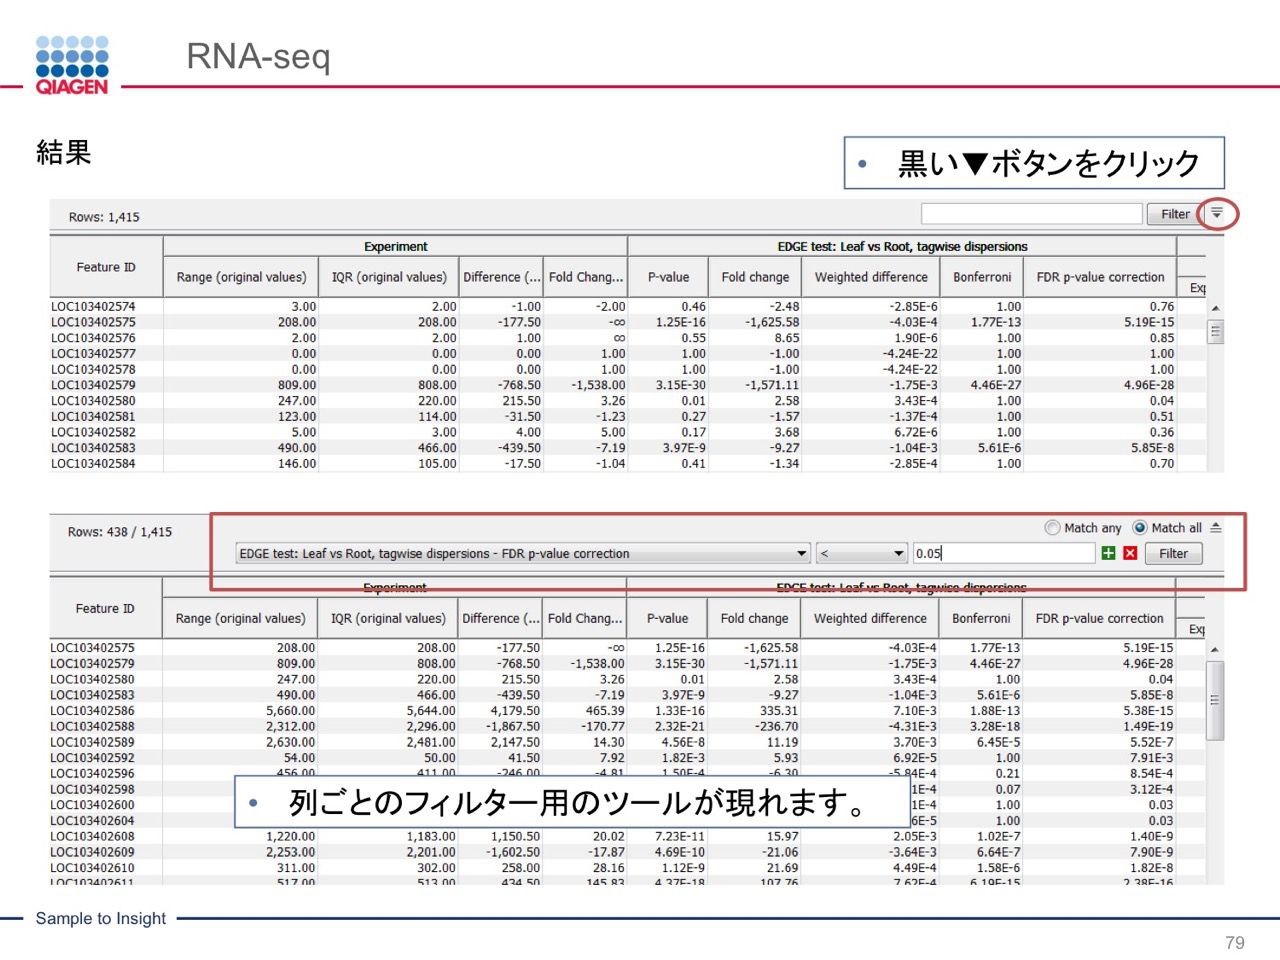 QIAGEN
RNA-seq
結果
• 黒い▼ボタンをクリック
Rows: 1,415 Filter
Feature ID Experiment EDGE test: Leaf vs Root, tagwise dispersions
Range (original values) IQR (original values) Difference (... Fold Chang... P-value Fold change Weighted difference Bonferroni FDR p-value correction Exp
LOC103402574 3.00 2.00 -1.00 -2.00 0.46 -2.48 -2.85E-6 1.00 0.76
LOC103402575 208.00 208.00 -177.50 -∞ 1.25E-16 -1,625.58 -4.03E-4 1.77E-13 5.19E-15
LOC103402576 2.00 2.00 1.00 ∞ 0.55 8.65 1.90E-6 1.00 0.85
LOC103402577 0.00 0.00 0.00 1.00 1.00 -1.00 -4.24E-22 1.00 1.00
LOC103402578 0.00 0.00 0.00 1.00 1.00 -1.00 -4.24E-22 1.00 1.00
LOC103402579 809.00 808.00 -768.50 -1,538.00 3.15E-30 -1,571.11 -1.75E-3 4.46E-27 4.96E-28
LOC103402580 247.00 220.00 215.50 3.26 0.01 2.58 3.43E-4 1.00 0.04
LOC103402581 123.00 114.00 -31.50 -1.23 0.27 -1.57 -1.37E-4 1.00 0.51
LOC103402582 5.00 3.00 4.00 5.00 0.17 3.68 6.72E-6 1.00 0.36
LOC103402583 490.00 466.00 -439.50 -7.19 3.97E-9 -9.27 -1.04E-3 5.61E-6 5.85E-8
LOC103402584 146.00 105.00 -17.50 -1.04 0.41 -1.34 -2.85E-4 1.00 0.70
Rows: 438 / 1,415 Match any Match all
EDGE test: Leaf vs Root, tagwise dispersions - FDR p-value correction < 0.05 Filter
Feature ID Experiment EDGE test: Leaf vs Root, tagwise dispersions
Range (original values) IQR (original values) Difference (... Fold Chang... P-value Fold change Weighted difference Bonferroni FDR p-value correction Exp
LOC103402575 208.00 208.00 -177.50 -∞ 1.25E-16 -1,625.58 -4.03E-4 1.77E-13 5.19E-15
LOC103402579 809.00 808.00 -768.50 -1,538.00 3.15E-30 -1,571.11 -1.75E-3 4.46E-27 4.96E-28
LOC103402580 247.00 220.00 215.50 3.26 0.01 2.58 3.43E-4 1.00 0.04
LOC103402583 490.00 466.00 -439.50 -7.19 3.97E-9 -9.27 -1.04E-3 5.61E-6 5.85E-8
LOC103402586 5,660.00 5,644.00 4,179.50 465.39 1.33E-16 335.31 7.10E-3 1.88E-13 5.38E-15
LOC103402588 2,312.00 2,296.00 -1,867.50 -170.77 2.32E-21 -236.70 -4.31E-3 3.28E-18 1.49E-19
LOC103402589 2,630.00 2,481.00 2,147.50 14.30 4.56E-8 11.19 3.70E-3 6.45E-5 5.52E-7
LOC103402592 54.00 50.00 41.50 7.92 1.82E-3 5.93 6.92E-5 1.00 7.91E-3
LOC103402596 456.00 411.00 -246.00 -4.81 1.50E-4 -6.30 -5.84E-4 0.21 8.54E-4
LOC103402598 1E-4 0.07 3.12E-4
LOC103402600 1E-4 1.00 0.03
LOC103402604 6E-5 1.00 0.03
• 列ごとのフィルター用のツールが現れます。
LOC103402608 1,220.00 1,183.00 1,150.50 20.02 7.23E-11 15.97 2.05E-3 1.02E-7 1.40E-9
LOC103402609 2,253.00 2,201.00 -1,602.50 -17.87 4.69E-10 -21.06 -3.64E-3 6.64E-7 7.90E-9
LOC103402610 311.00 302.00 258.00 28.16 1.12E-9 21.69 4.49E-4 1.58E-6 1.82E-8
LOC103402611 517.00 513.00 434.50 145.83 4.37E-18 107.76 7.62E-4 6.19E-15 2.38E-16
Sample to Insight
79